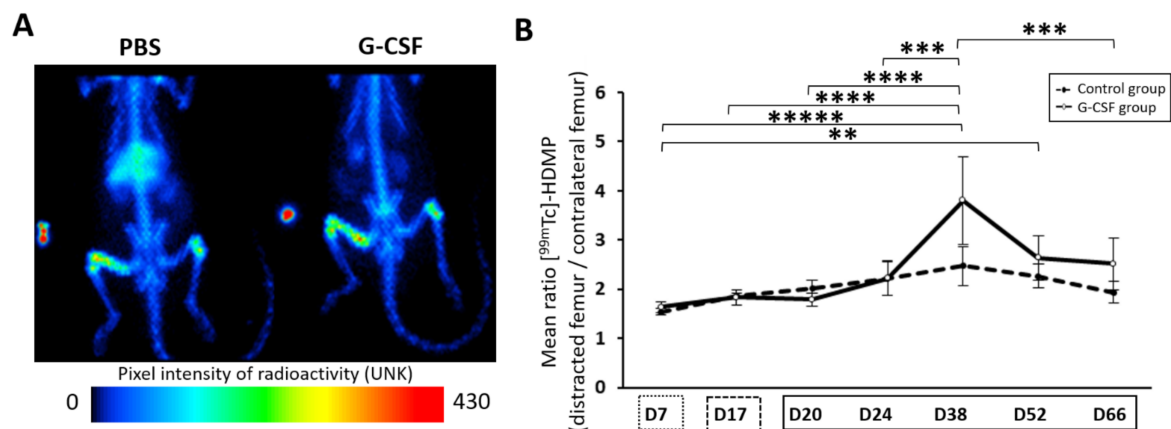 A
PBS
G-CSF
Pixel intensity of radioactivity (UNK)
0
430
B
***
***
****
****
*****
**
Control group
G-CSF group
Mean ratio [99mTc]-HDMP
(distracted femur / contralateral femur)
6
5
4
3
2
1
0
D7 D17 D20 D24 D38 D52 D66